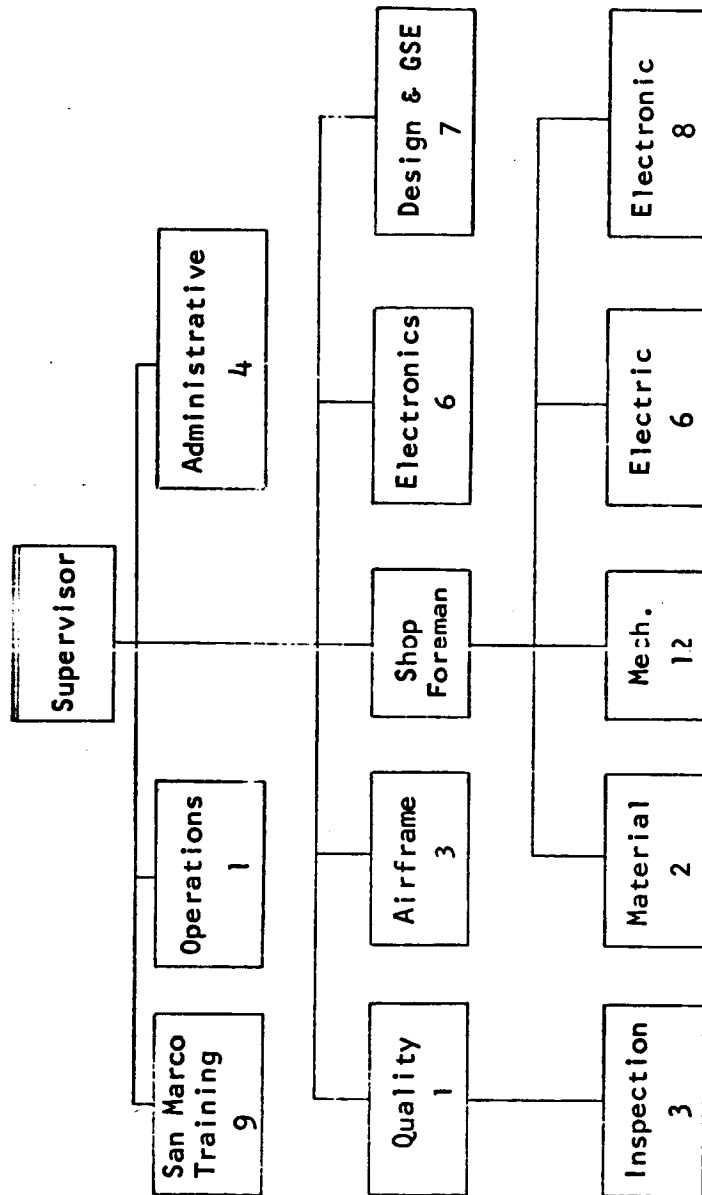 Supervisor
San Marco
Training
9
Operations
1
Administrative
4
Quality
1
Airframe
3
Shop
Foreman
Electronics
6
Design & GSE
7
Inspection
3
Material
2
Mech.
12
Electric
6
Electronic
8